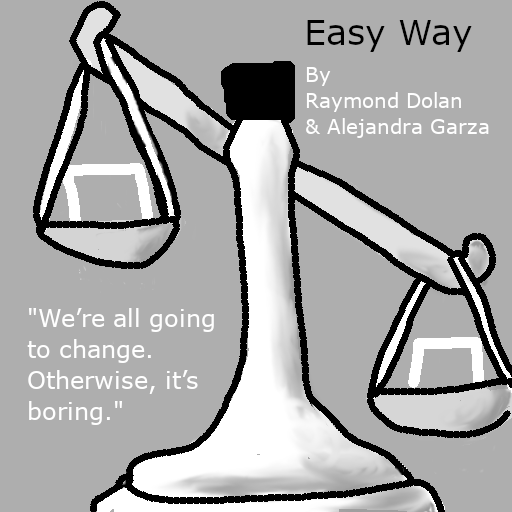 Easy Way
By
Raymond Dolan
& Alejandra Garza
"We’re all going
to change.
Otherwise, it’s
boring."